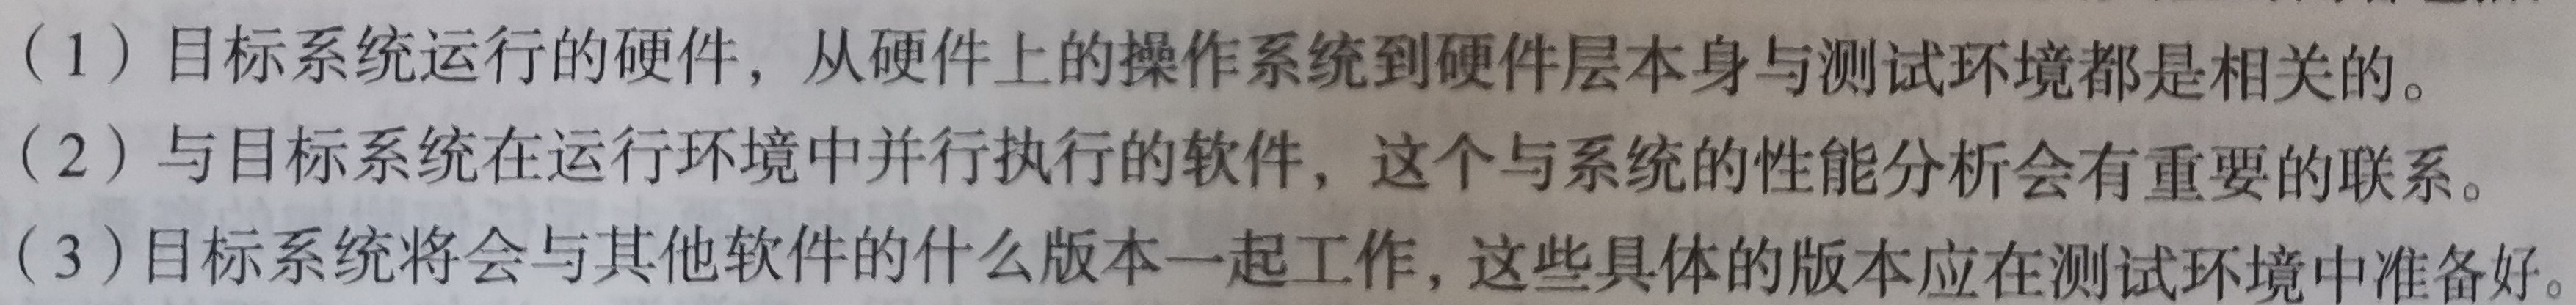 （1）目标系统运行的硬件，从硬件上的操作系统到硬件层本身与测试环境都是相关的。
（2）与目标系统在运行环境中并行执行的软件，这个与系统的性能分析会有重要的联系。
（3）目标系统将会与其他软件的什么版本一起工作，这些具体的版本应在测试环境中准备好。